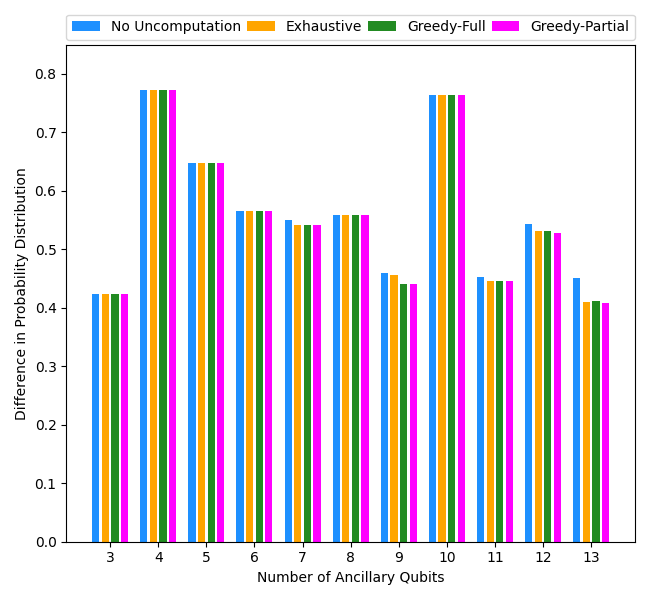 No Uncomputation Exhaustive Greedy-Full Greedy-Partial
0.8
0.7
0.6
0.5
0.4
0.3
0.2
0.1
0.0
Difference in Probability Distribution
3 4 5 6 7 8 9 10 11 12 13
Number of Ancillary Qubits